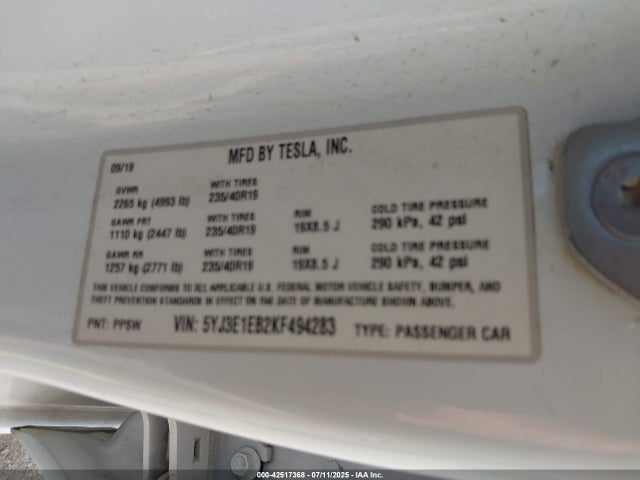 MFD BY TESLA, INC.
09/19
GVWR
2265 kg (4993 lb)
WITH TIRES
235/40R19
GAWR FRT
1110 kg (2447 lb)
WITH TIRES
235/40R19
RIM
19X8.5 J
COLD TIRE PRESSURE
290 kPa, 42 psi
GAWR RR
1257 kg (2771 lb)
WITH TIRES
235/40R19
RIM
19X8.5 J
COLD TIRE PRESSURE
290 kPa, 42 psi
THIS VEHICLE CONFORMS TO ALL APPLICABLE U.S. FEDERAL MOTOR VEHICLE SAFETY, BUMPER, AND
THEFT PREVENTION STANDARDS IN EFFECT ON DATE OF MANUFACTURE SHOWN ABOVE.
PNT: PPSW VIN: 5YJ3E1EB2KF494283 TYPE: PASSENGER CAR
000-42517368 - 07/11/2025 - IAA Inc.